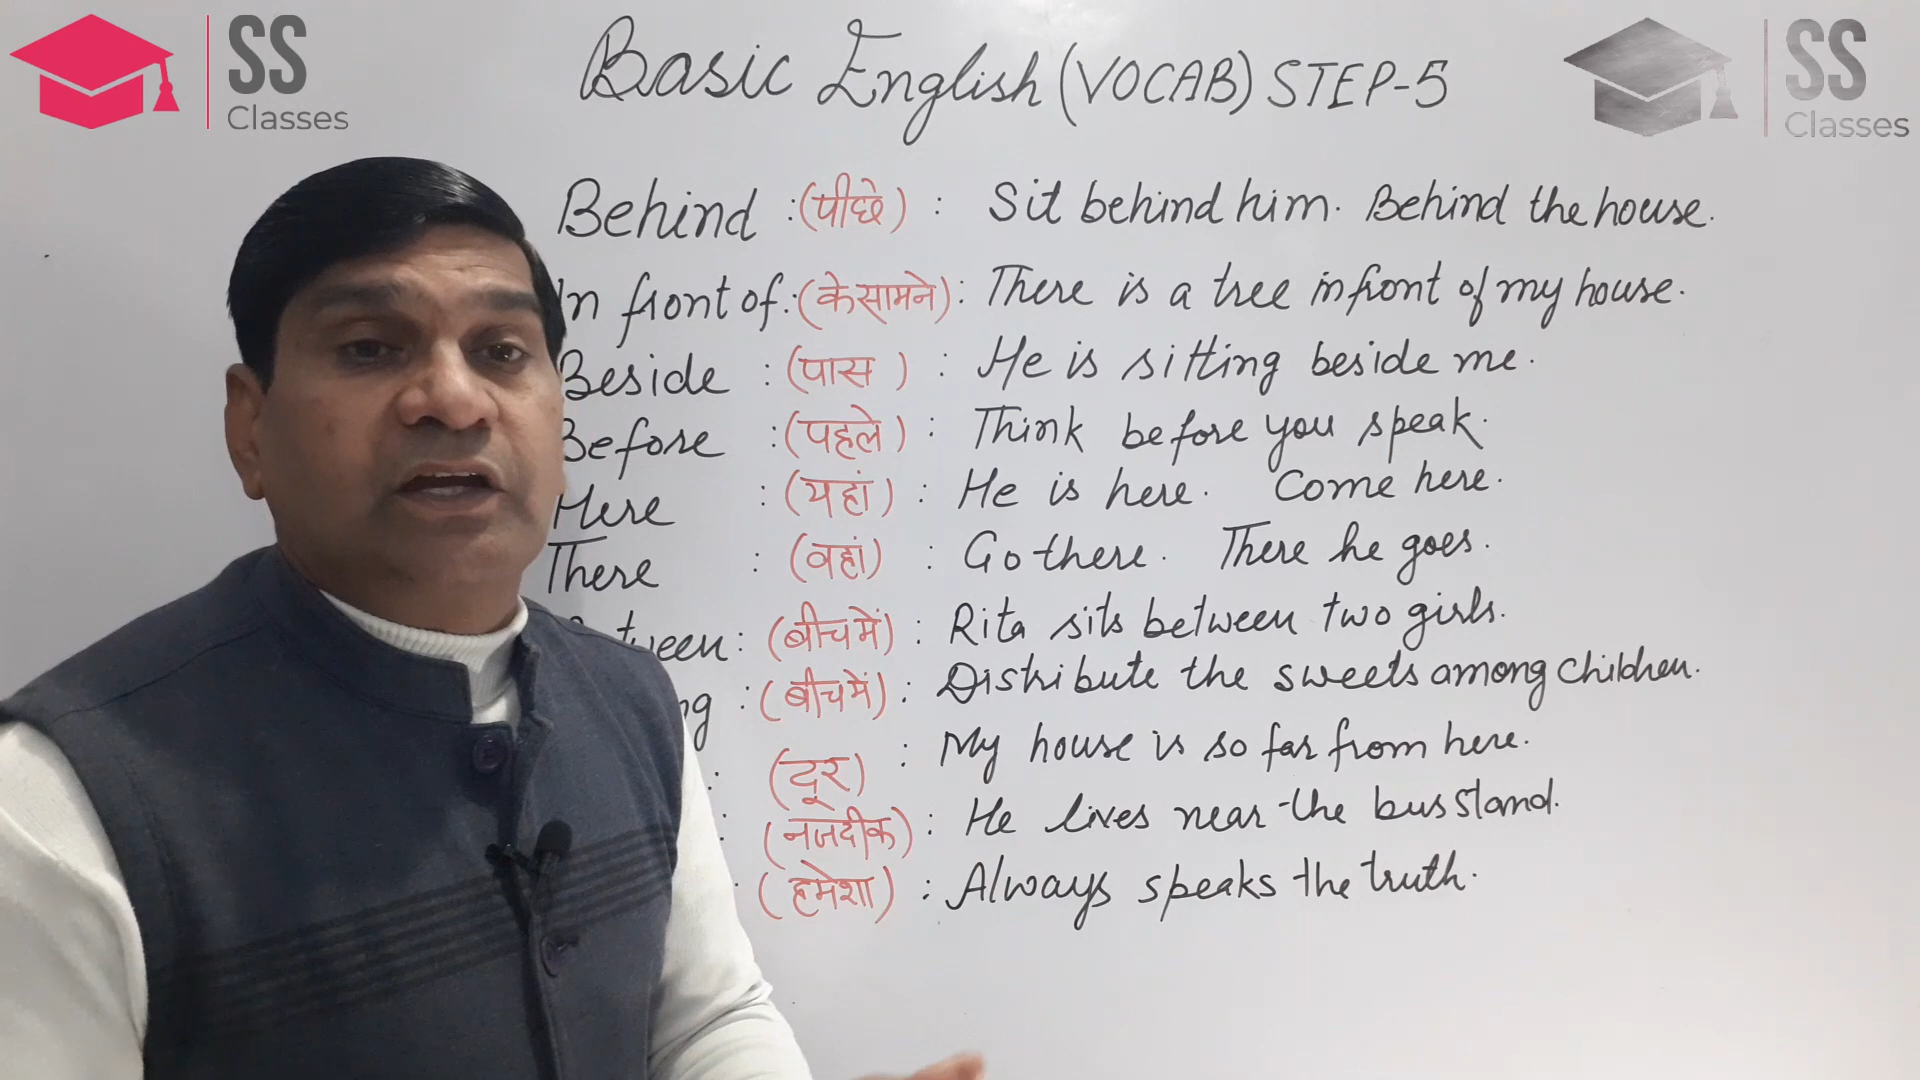 SS
Classes
SS
Classes
Basic English (VOCAB) STEP-5
Behind :(पीछे) : Sit behind him. Behind the house.
In front of :(के सामने): There is a tree infront of my house.
Beside :(पास) : He is sitting beside me.
Before :(पहले) : Think before you speak.
Here :(यहां) : He is here. Come here.
There :(वहां) : Go there. There he goes.
:(बीच में) : Rita sits between two girls.
:(बीच में) : Distribute the sweets among children.
:(दूर) : My house is so far from here.
:(नजदीक) : He lives near the bus stand.
:(हमेशा) : Always speaks the truth.